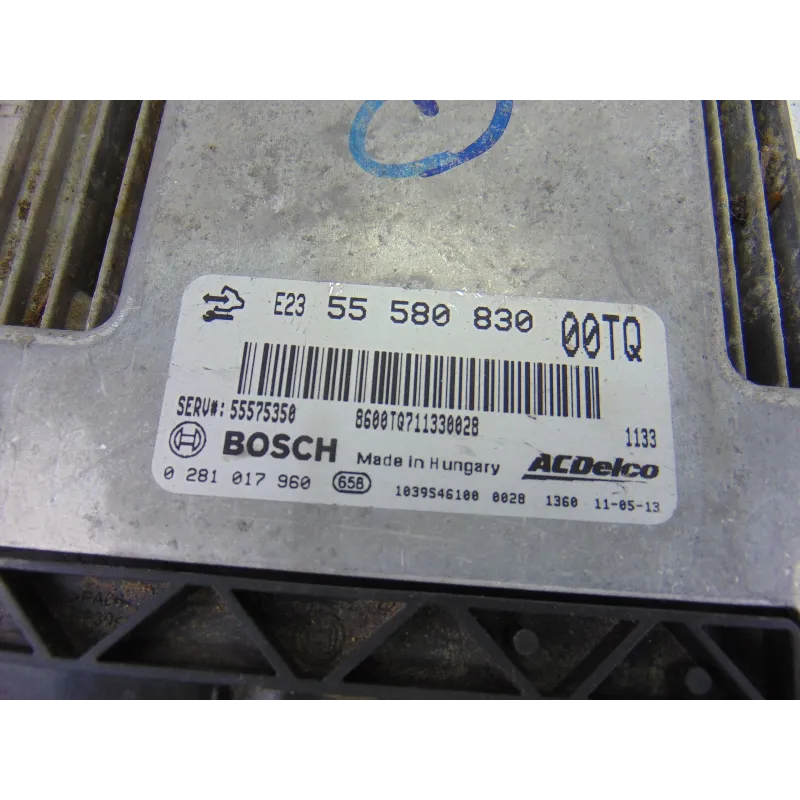 E23 55 580 830 00TQ
SERV#: 55575350 8600TQ711330028 1133
BOSCH Made in Hungary ACDelco
0 281 017 960 658 1039S46100 0028 1360 11-05-13